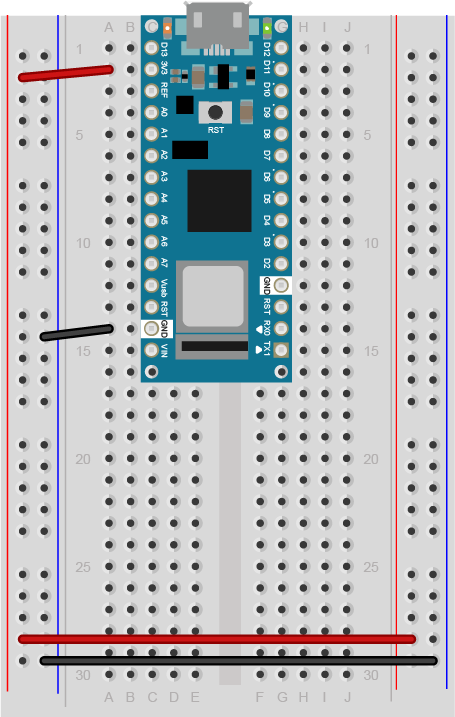 A B C H I J
1 1
D13 D12
3V3 D11
REF D10
A0 D9
RST
5 A1 D8 5
A2 D7
A3 D6
A4 D5
A5 D4
10 A6 D3 10
A7 D2
Vusb GND
RST RST
GND RX0
15 VIN TX1 15
20 20
25 25
30 30
A B C D E F G H I J